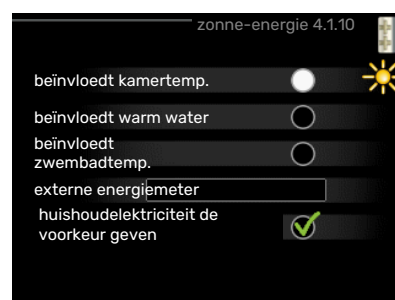 zonne-energie 4.1.10
beïnvloedt kamertemp.
beïnvloedt warm water
beïnvloedt
zwembadtemp.
externe energiemeter
huishoudelektriciteit de
voorkeur geven